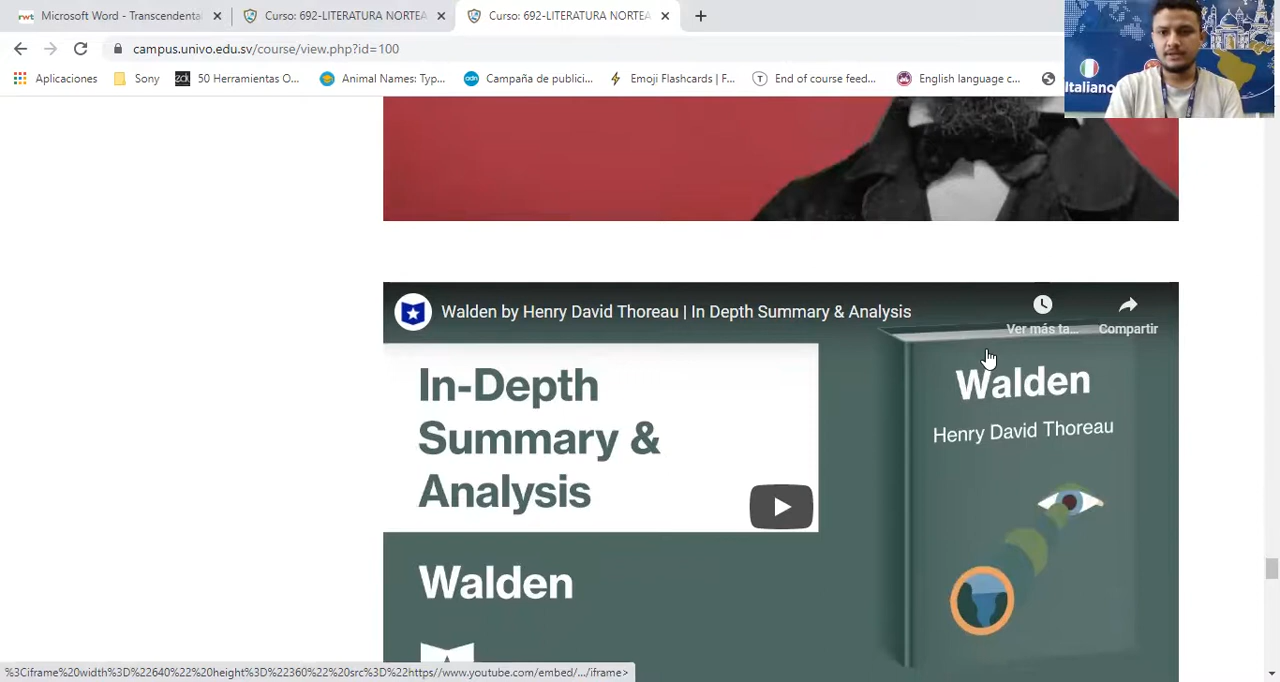 rwt Microsoft Word - Transcendenta
Curso: 692-LITERATURA NORTEA
Curso: 692-LITERATURA NORTEA
campus.univo.edu.sv/course/view.php?id=100
Aplicaciones
Sony
50 Herramientas O...
Animal Names: Typ...
Campaña de publici...
Emoji Flashcards | F...
End of course feed...
English language c...
Italiano
Walden by Henry David Thoreau | In Depth Summary & Analysis
Ver más ta...
Compartir
In-Depth
Summary &
Analysis
Walden
Walden
Henry David Thoreau
%3Ciframe%20width%3D%22640%22%20height%3D%22360%22%20src%3D%22https//www.youtube.com/embed/.../iframe>